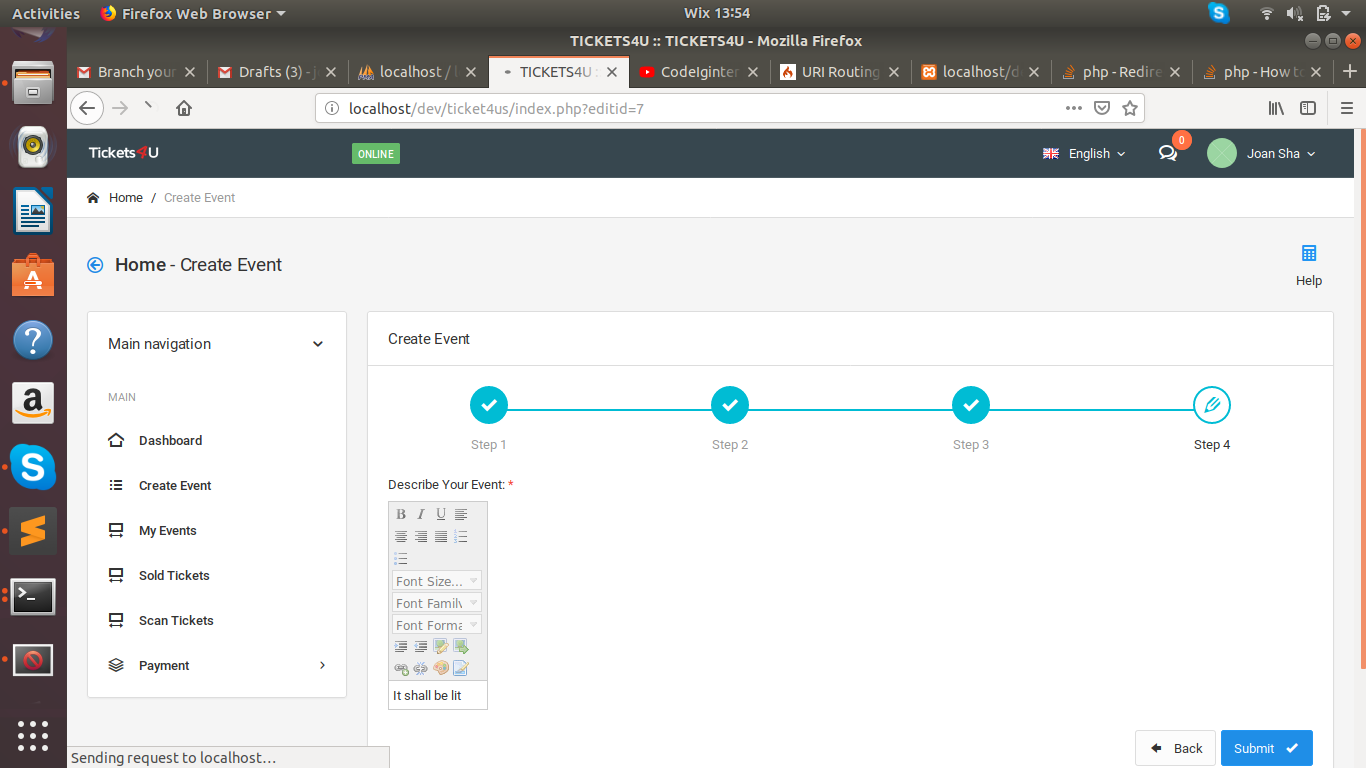 Activities
Firefox Web Browser
Wix 13:54
TICKETS4U :: TICKETS4U - Mozilla Firefox
Branch your
Drafts (3) - j
localhost / l
TICKETS4U :
CodeIginter
URI Routing
localhost/d
php - Redire
php - How to
localhost/dev/ticket4us/index.php?editid=7
Tickets4U
ONLINE
English
0
Joan Sha
Home / Create Event
Home - Create Event
Help
Main navigation
MAIN
Dashboard
Create Event
My Events
Sold Tickets
Scan Tickets
Payment
Create Event
Step 1
Step 2
Step 3
Step 4
Describe Your Event: *
B I U
Font Size...
Font Family
Font Forma
It shall be lit
Back
Submit
Sending request to localhost…